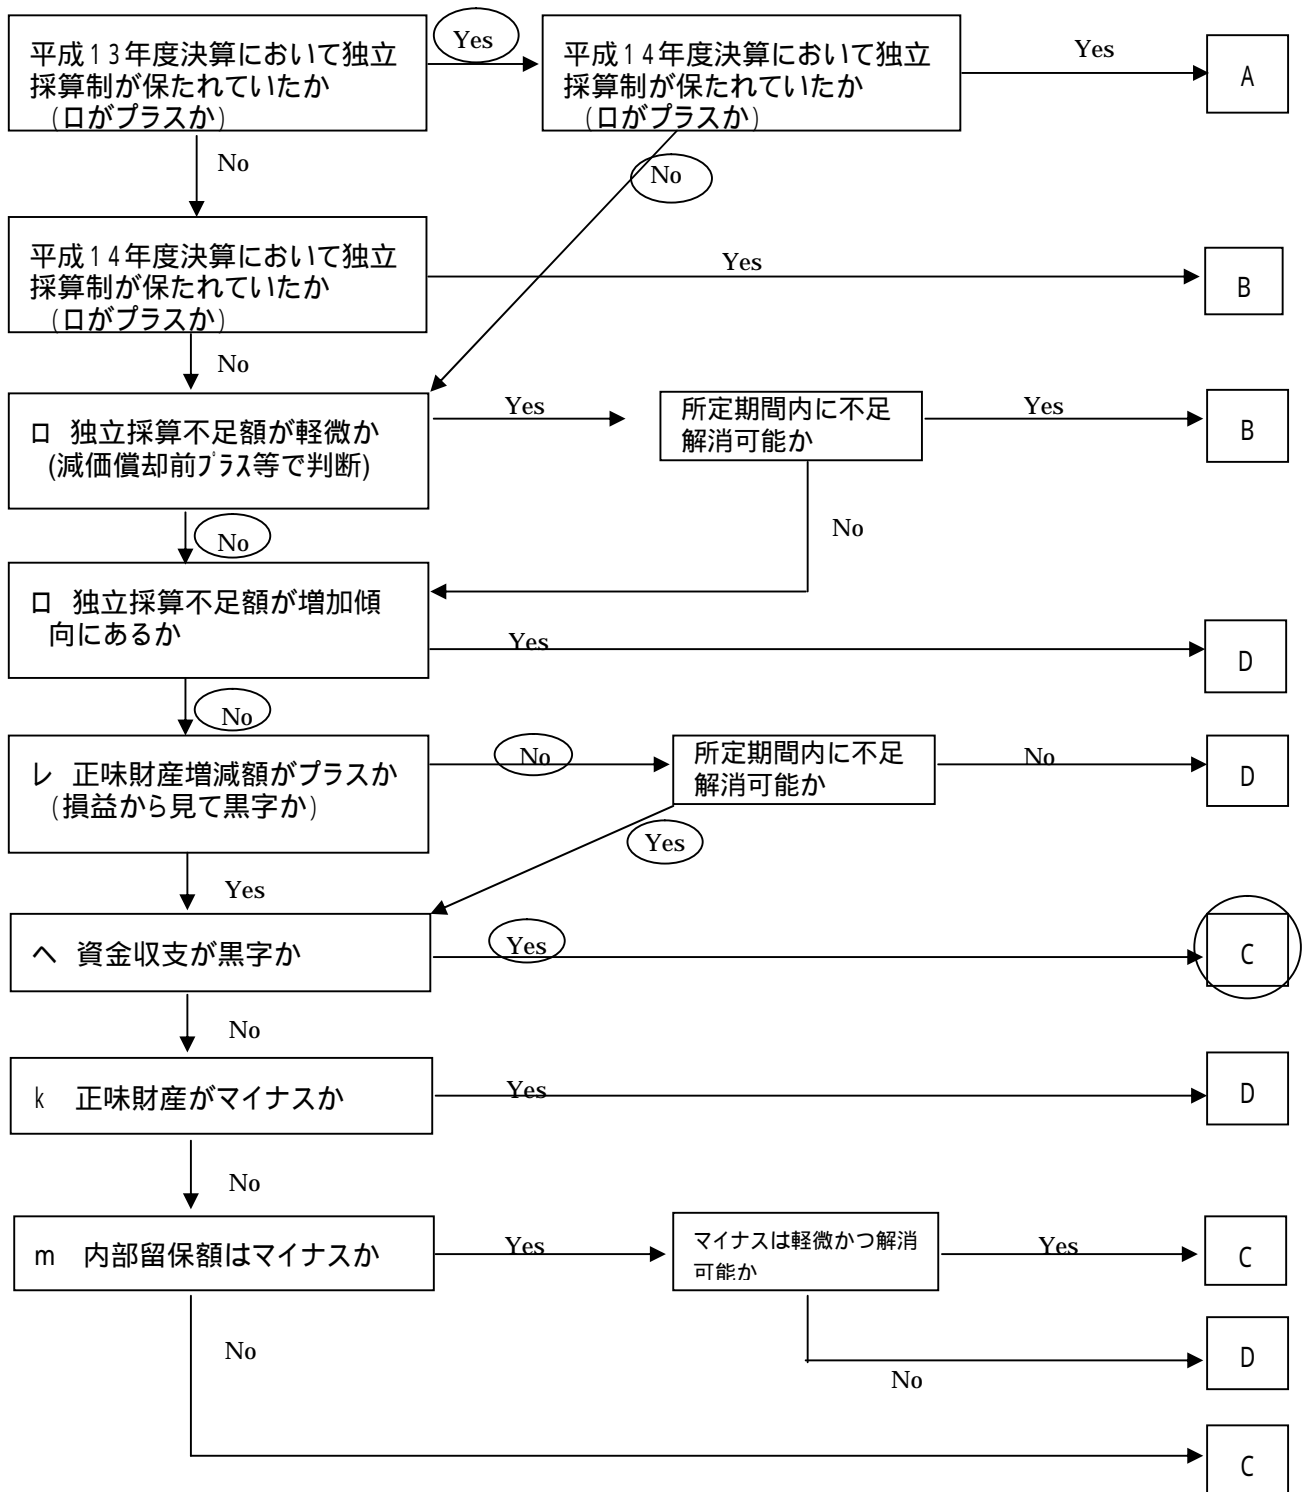 平成13年度決算において独立
採算制が保たれていたか
(ロがプラスか)
Yes
平成14年度決算において独立
採算制が保たれていたか
(ロがプラスか)
Yes
A
No
No
平成14年度決算において独立
採算制が保たれていたか
(ロがプラスか)
Yes
B
No
ロ 独立採算不足額が軽微か
(減価償却前プラス等で判断)
Yes
所定期間内に不足
解消可能か
Yes
B
No
No
ロ 独立採算不足額が増加傾
向にあるか
Yes
D
No
レ 正味財産増減額がプラスか
(損益から見て黒字か)
No
所定期間内に不足
解消可能か
No
D
Yes
Yes
ヘ 資金収支が黒字か
Yes
C
No
k 正味財産がマイナスか
Yes
D
No
m 内部留保額はマイナスか
Yes
マイナスは軽微かつ解消
可能か
Yes
C
No
No
D
C